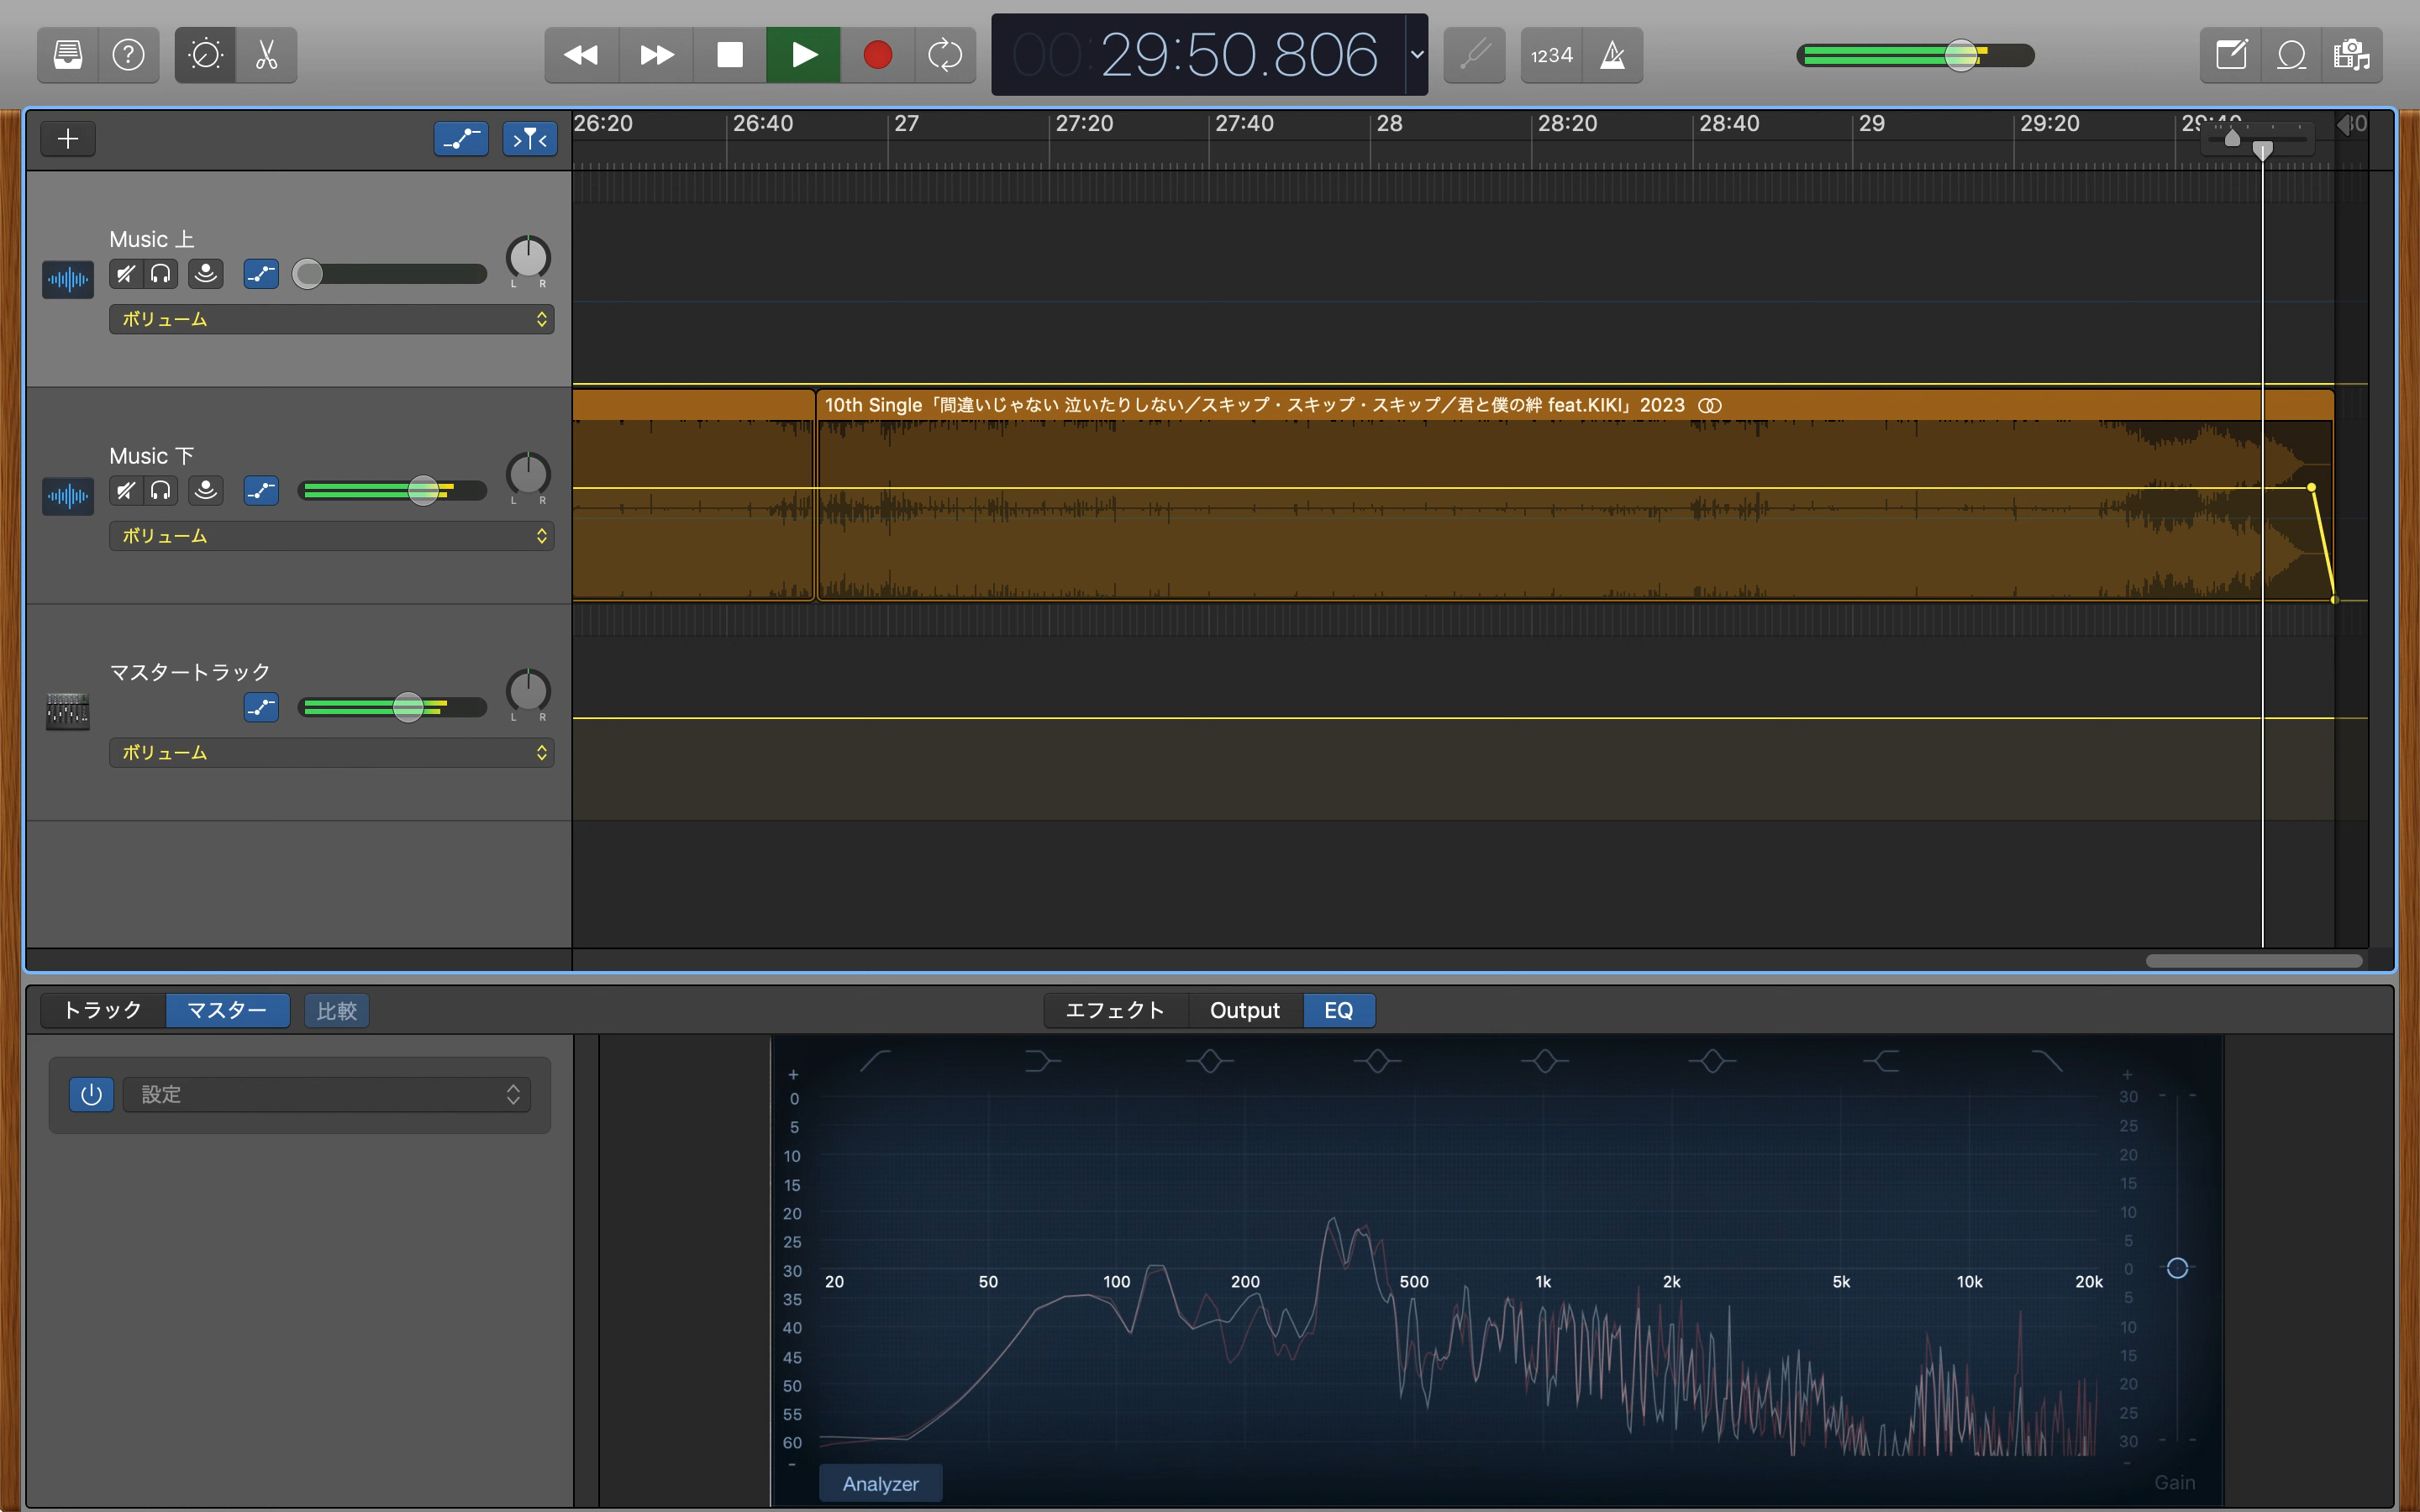 00:29:50.806
1234
26:20 26:40 27 27:20 27:40 28 28:20 28:40 29 29:20 29:40 30
Music 上
L R
ボリューム
10th Single「間違いじゃない 泣いたりしない／スキップ・スキップ・スキップ／君と僕の絆 feat.KIKI」2023
Music 下
L R
ボリューム
マスタートラック
L R
ボリューム
トラック マスター 比較 エフェクト Output EQ
設定
+ +
0 30
5 25
10 20
15 15
20 10
25 5
30 20 50 100 200 500 1k 2k 5k 10k 20k 0
35 5
40 10
45 15
50 20
55 25
60 30
- -
Analyzer Gain